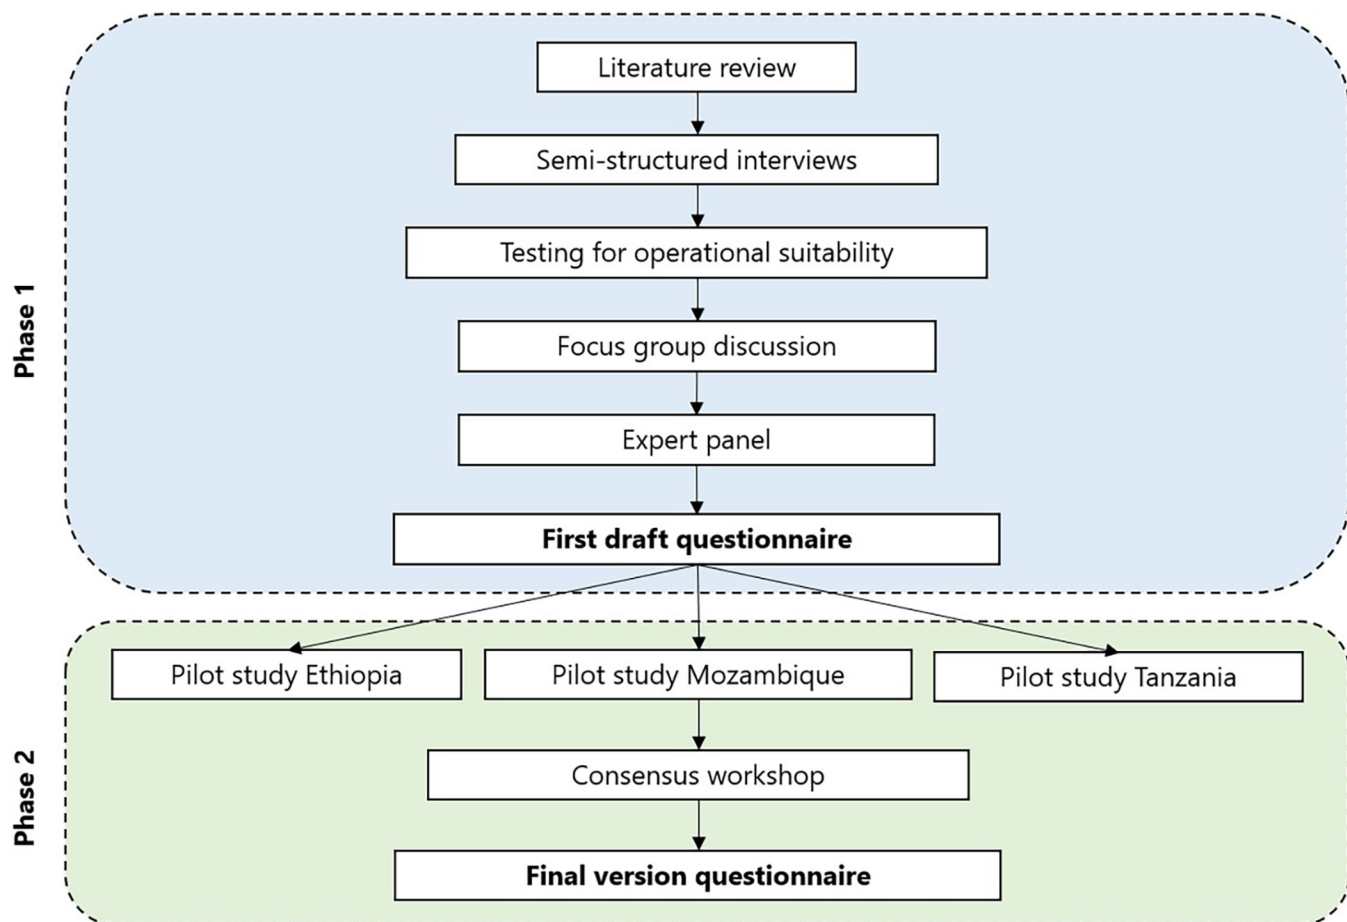 Phase 1
Literature review
Semi-structured interviews
Testing for operational suitability
Focus group discussion
Expert panel
First draft questionnaire
Phase 2
Pilot study Ethiopia
Pilot study Mozambique
Pilot study Tanzania
Consensus workshop
Final version questionnaire